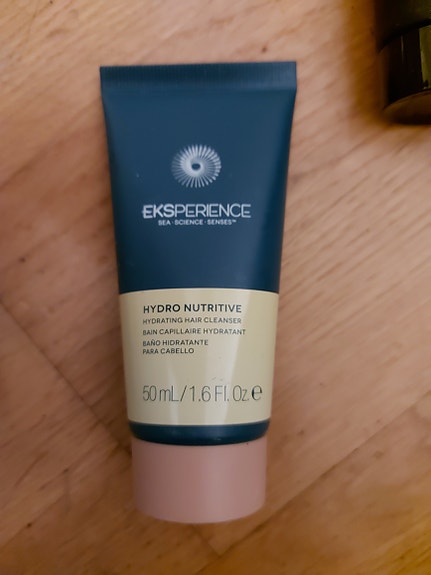 EKSPERIENCE
SEA · SCIENCE · SENSES™
HYDRO NUTRITIVE
HYDRATING HAIR CLEANSER
BAIN CAPILLAIRE HYDRATANT
BAÑO HIDRATANTE
PARA CABELLO
50 mL/1.6 Fl. Oz. ℮